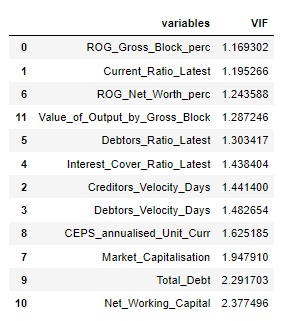 variables VIF
0 ROG_Gross_Block_perc 1.169302
1 Current_Ratio_Latest 1.195266
6 ROG_Net_Worth_perc 1.243588
11 Value_of_Output_by_Gross_Block 1.287246
5 Debtors_Ratio_Latest 1.303417
4 Interest_Cover_Ratio_Latest 1.438404
2 Creditors_Velocity_Days 1.441400
3 Debtors_Velocity_Days 1.482654
8 CEPS_annualised_Unit_Curr 1.625185
7 Market_Capitalisation 1.947910
9 Total_Debt 2.291703
10 Net_Working_Capital 2.377496